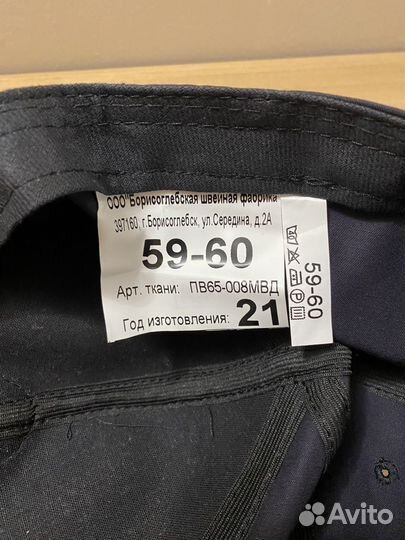 ООО "Борисоглебская швейная фабрика
397160, г.Борисоглебск, ул.Середина, д.2А
59-60
Арт. ткани: ПВ65-008МВД
Год изготовления: 21
59-60
Avito